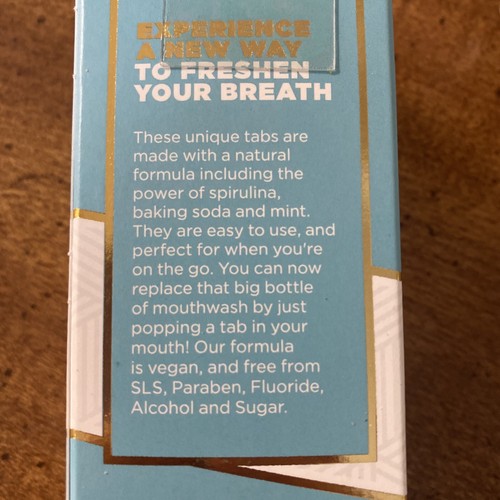 EXPERIENCE
A NEW WAY
TO FRESHEN
YOUR BREATH
These unique tabs are
made with a natural
formula including the
power of spirulina,
baking soda and mint.
They are easy to use, and
perfect for when you're
on the go. You can now
replace that big bottle
of mouthwash by just
popping a tab in your
mouth! Our formula
is vegan, and free from
SLS, Paraben, Fluoride,
Alcohol and Sugar.